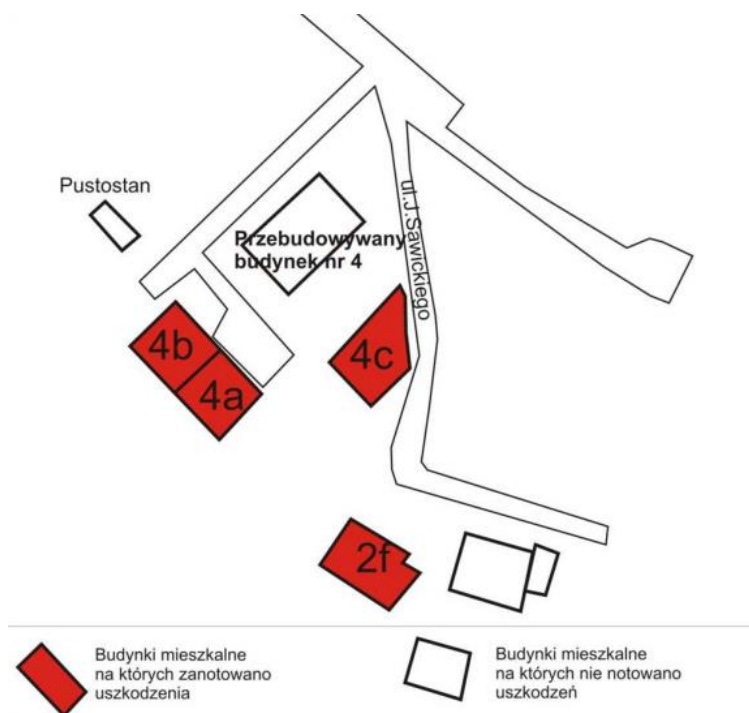 Pustostan
Przebudowywany
budynek nr 4
ul.J.Sawickiego
4b
4a
4c
2f
Budynki mieszkalne
na których zanotowano
uszkodzenia
Budynki mieszkalne
na których nie notowano
uszkodzeń